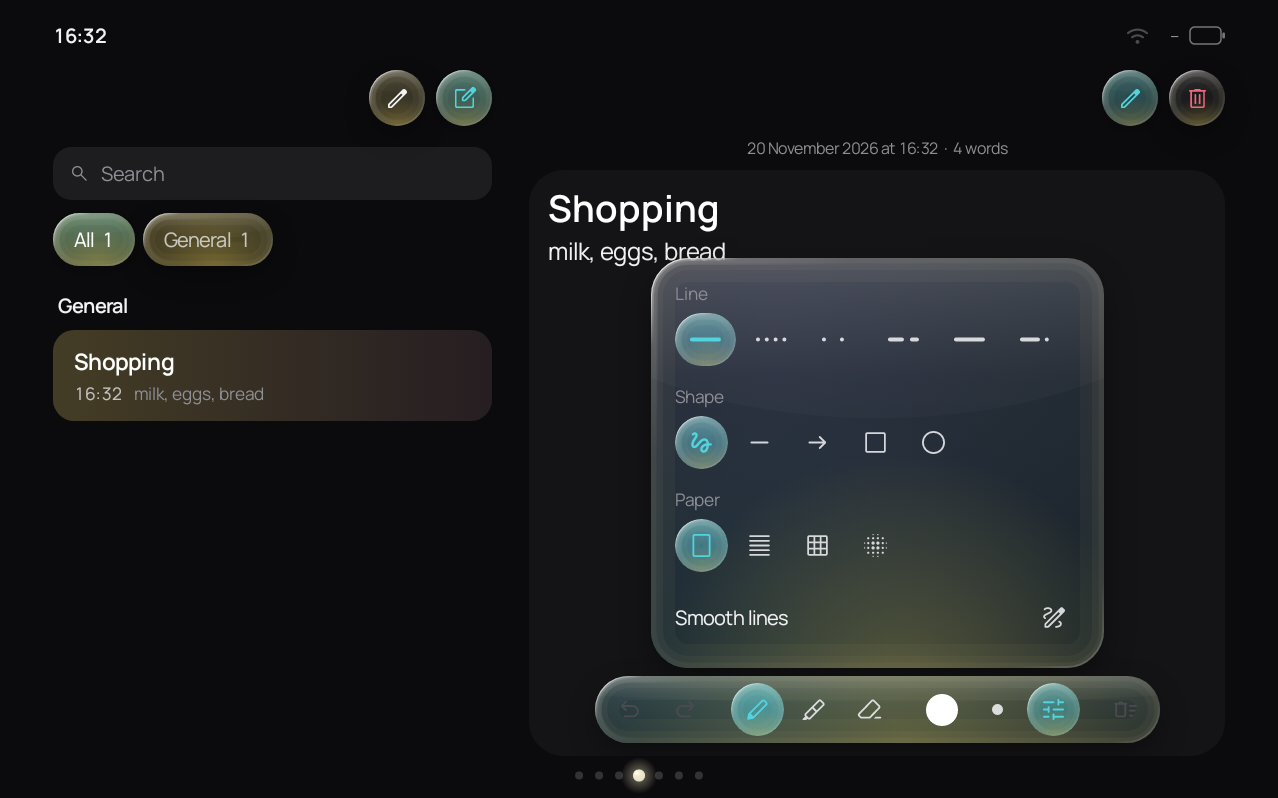 16:32
Search
20 November 2026 at 16:32 · 4 words
All 1
General 1
General
Shopping
16:32 milk, eggs, bread
Shopping
milk, eggs, bread
Line
Shape
Paper
Smooth lines